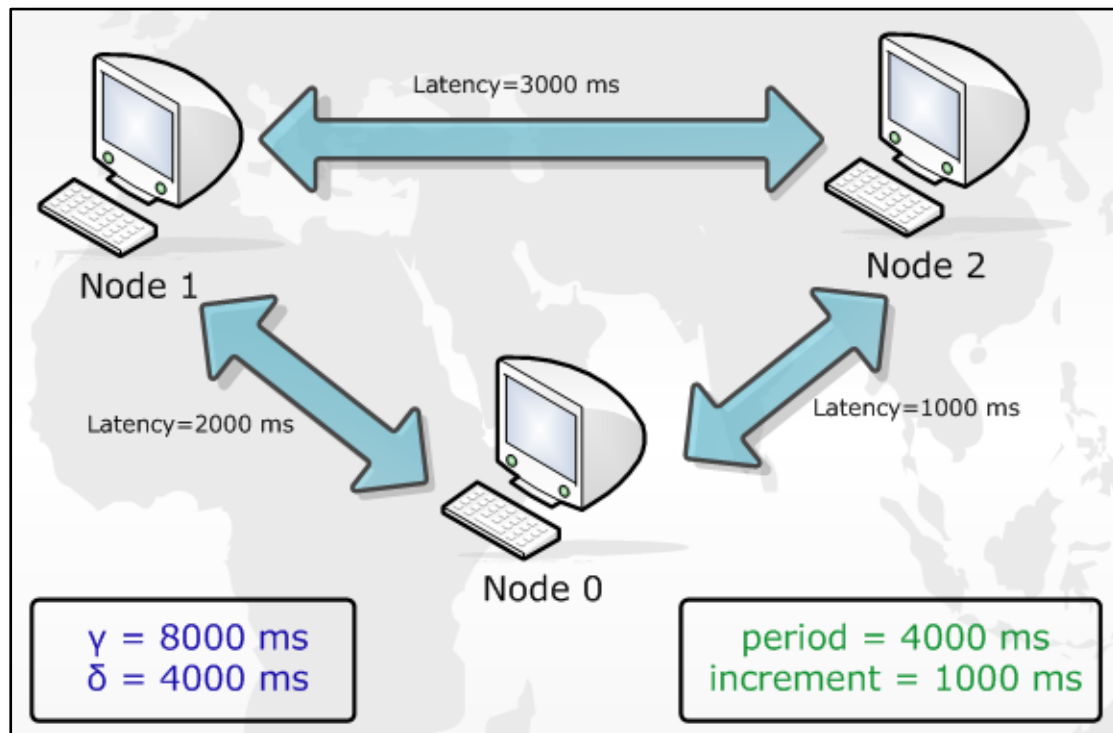 Latency=3000 ms
Node 1
Node 2
Latency=2000 ms
Latency=1000 ms
Node 0
γ = 8000 ms
δ = 4000 ms
period = 4000 ms
increment = 1000 ms